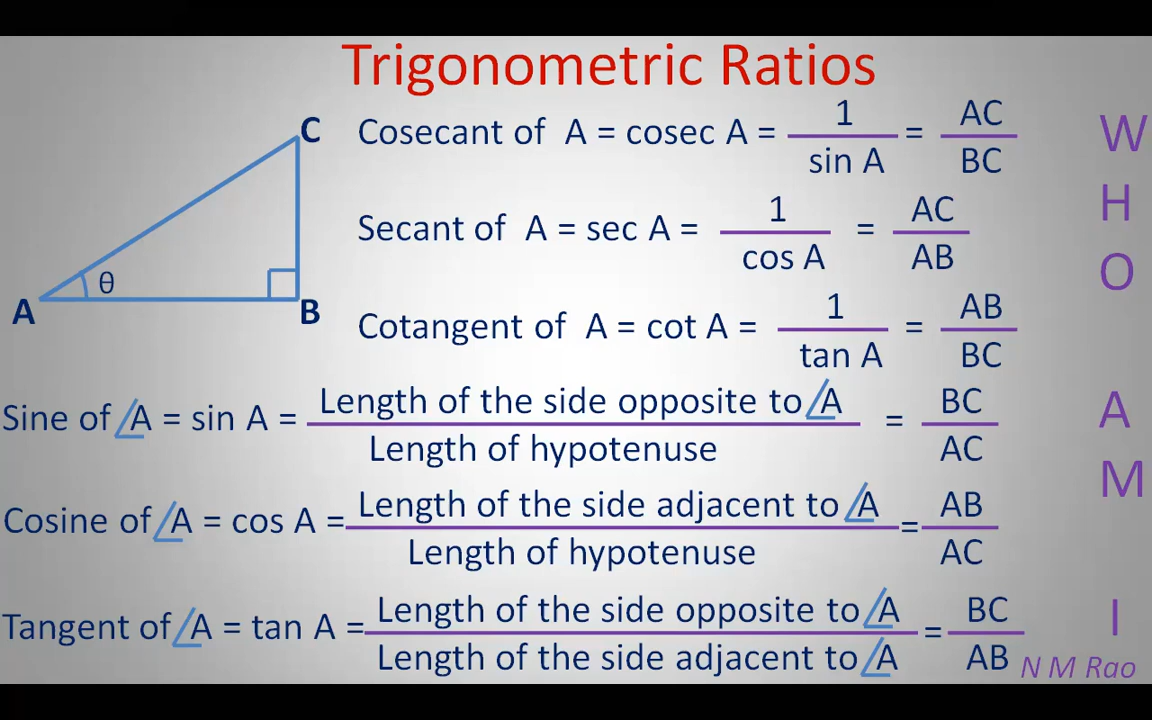 Trigonometric Ratios
C
θ
A
B
Cosecant of A = cosec A = 1 / sin A = AC / BC
Secant of A = sec A = 1 / cos A = AC / AB
Cotangent of A = cot A = 1 / tan A = AB / BC
Sine of ∠A = sin A = Length of the side opposite to ∠A / Length of hypotenuse = BC / AC
Cosine of ∠A = cos A = Length of the side adjacent to ∠A / Length of hypotenuse = AB / AC
Tangent of ∠A = tan A = Length of the side opposite to ∠A / Length of the side adjacent to ∠A = BC / AB
W
H
O
A
M
I
N M Rao